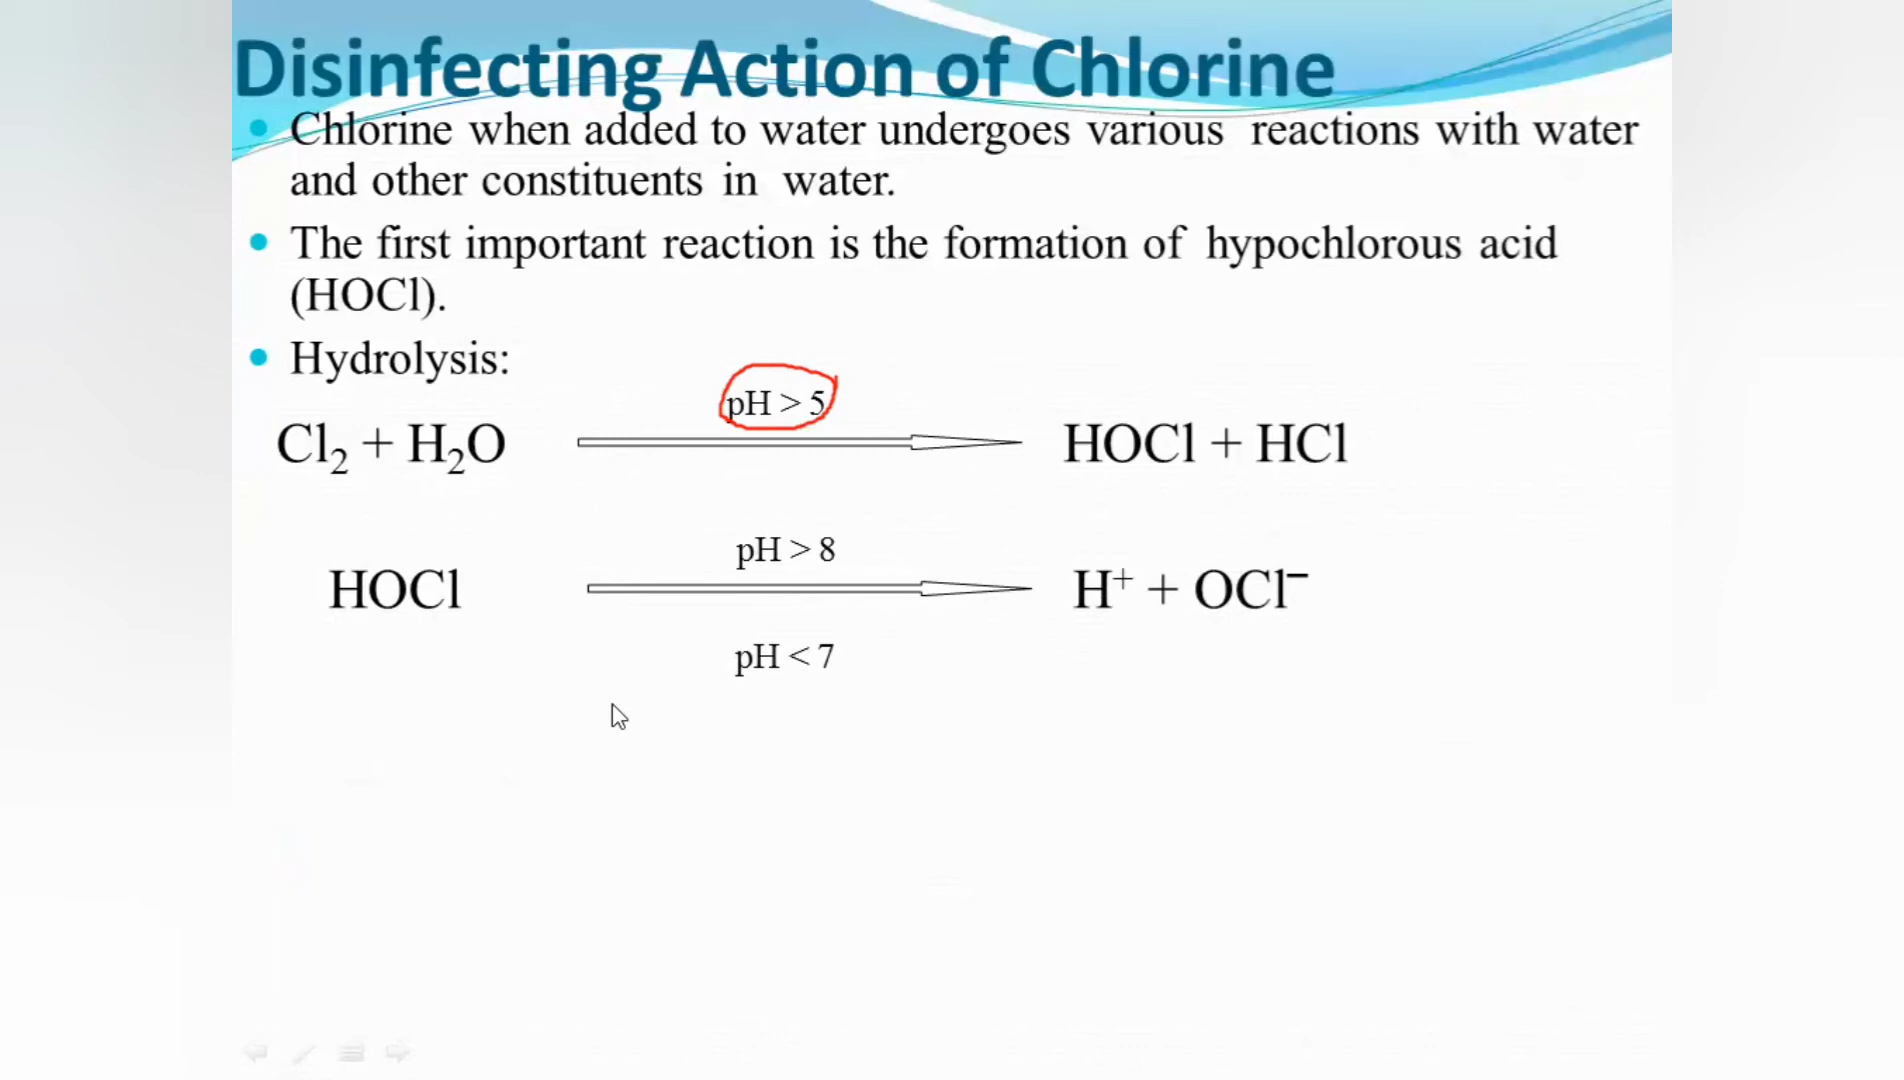 Disinfecting Action of Chlorine
• Chlorine when added to water undergoes various reactions with water
and other constituents in water.
• The first important reaction is the formation of hypochlorous acid
(HOCl).
• Hydrolysis:
pH > 5
Cl₂ + H₂O HOCl + HCl
pH > 8
HOCl H⁺ + OCl⁻
pH < 7